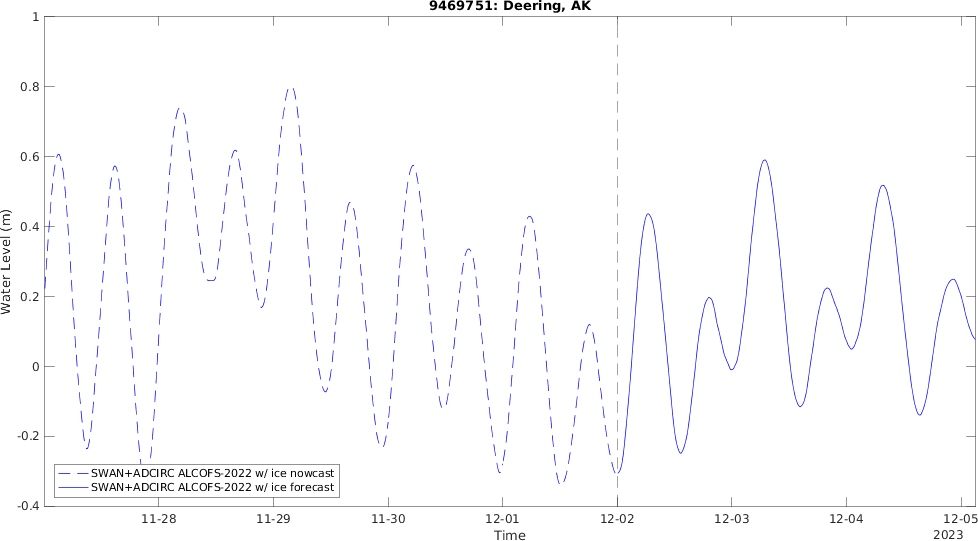 9469751: Deering, AK
1
0.8
0.6
0.4
0.2
0
-0.2
-0.4
Water Level (m)
SWAN+ADCIRC ALCOFS-2022 w/ ice nowcast
SWAN+ADCIRC ALCOFS-2022 w/ ice forecast
11-28 11-29 11-30 12-01 12-02 12-03 12-04 12-05
Time
2023